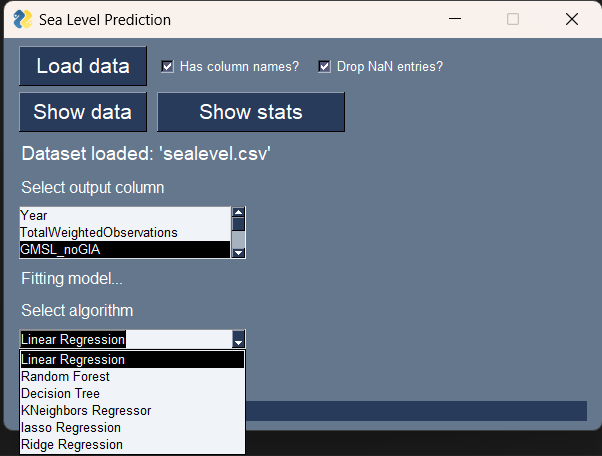 Sea Level Prediction
Load data
Has column names?
Drop NaN entries?
Show data
Show stats
Dataset loaded: 'sealevel.csv'
Select output column
Year
TotalWeightedObservations
GMSL_noGIA
Fitting model...
Select algorithm
Linear Regression
Linear Regression
Random Forest
Decision Tree
KNeighbors Regressor
lasso Regression
Ridge Regression